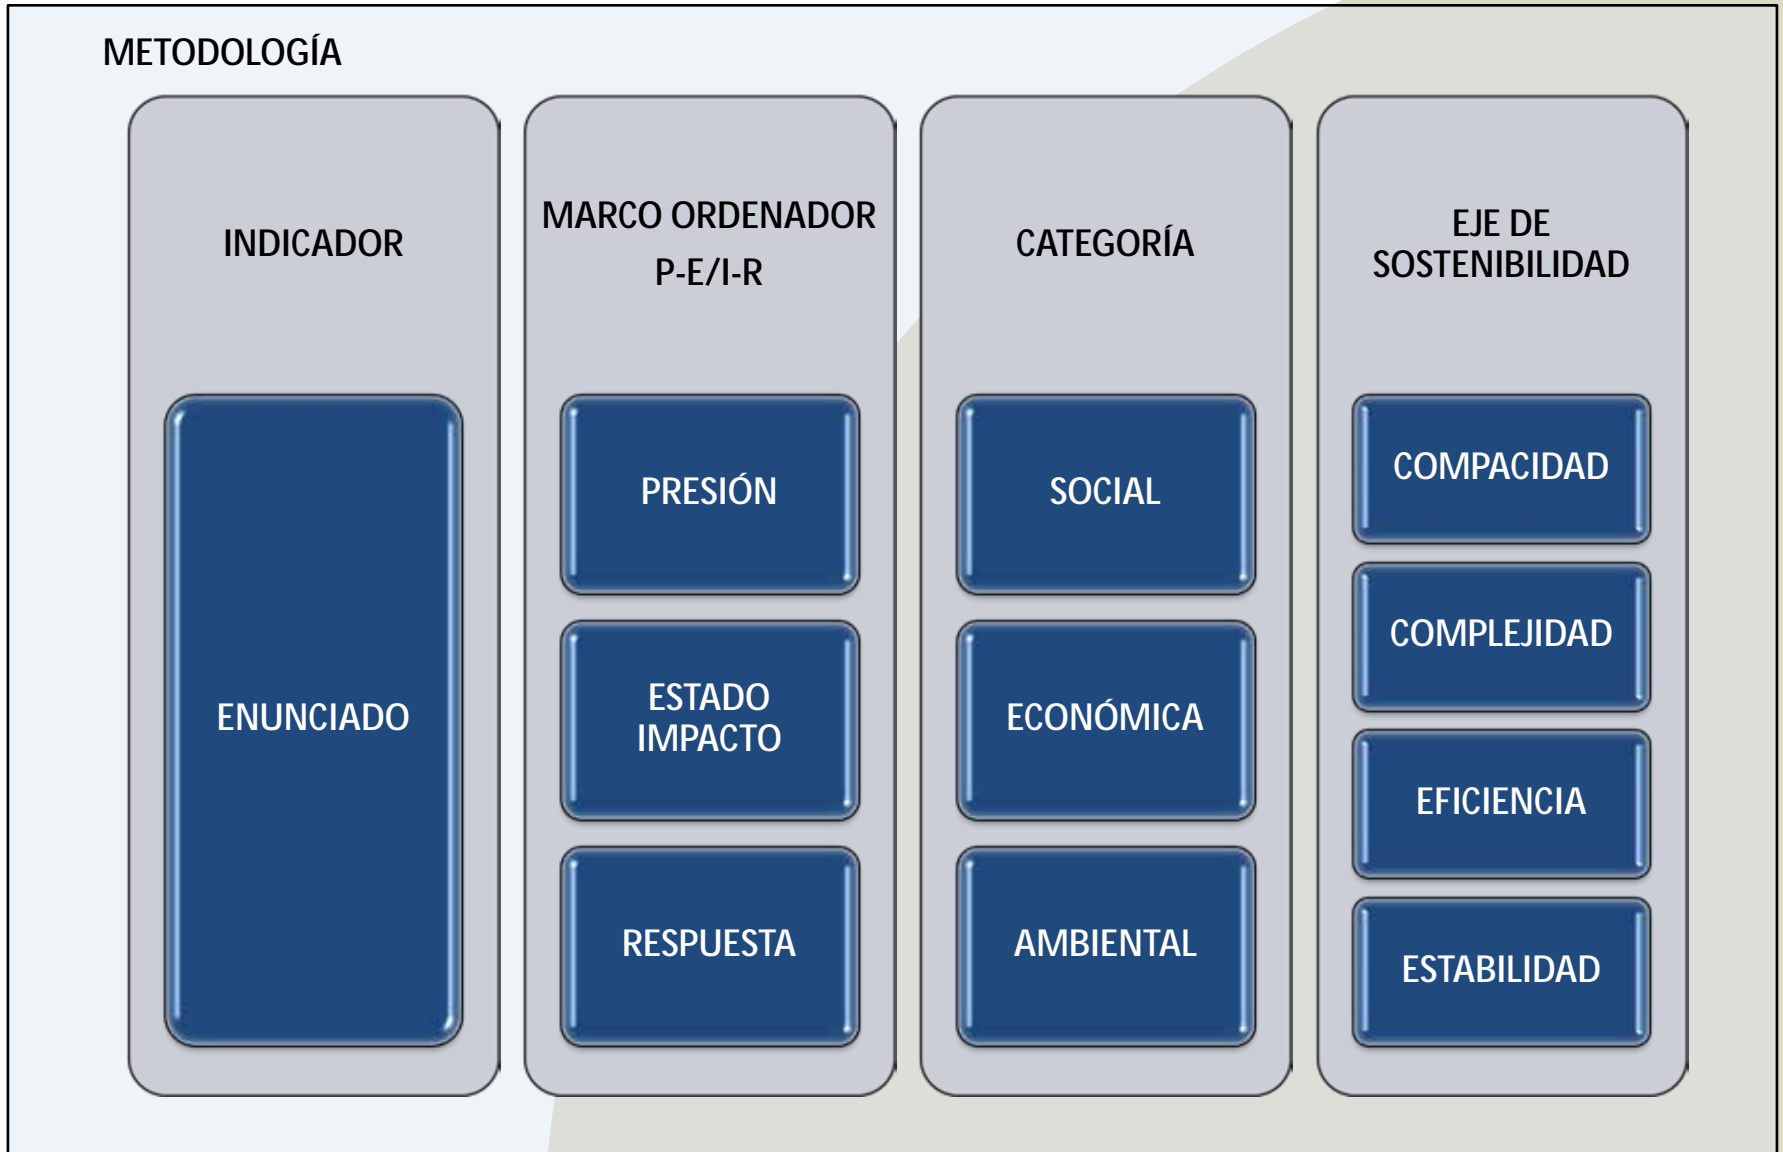 METODOLOGÍA
INDICADOR
ENUNCIADO
MARCO ORDENADOR
P-E/I-R
PRESIÓN
ESTADO
IMPACTO
RESPUESTA
CATEGORÍA
SOCIAL
ECONÓMICA
AMBIENTAL
EJE DE
SOSTENIBILIDAD
COMPACIDAD
COMPLEJIDAD
EFICIENCIA
ESTABILIDAD